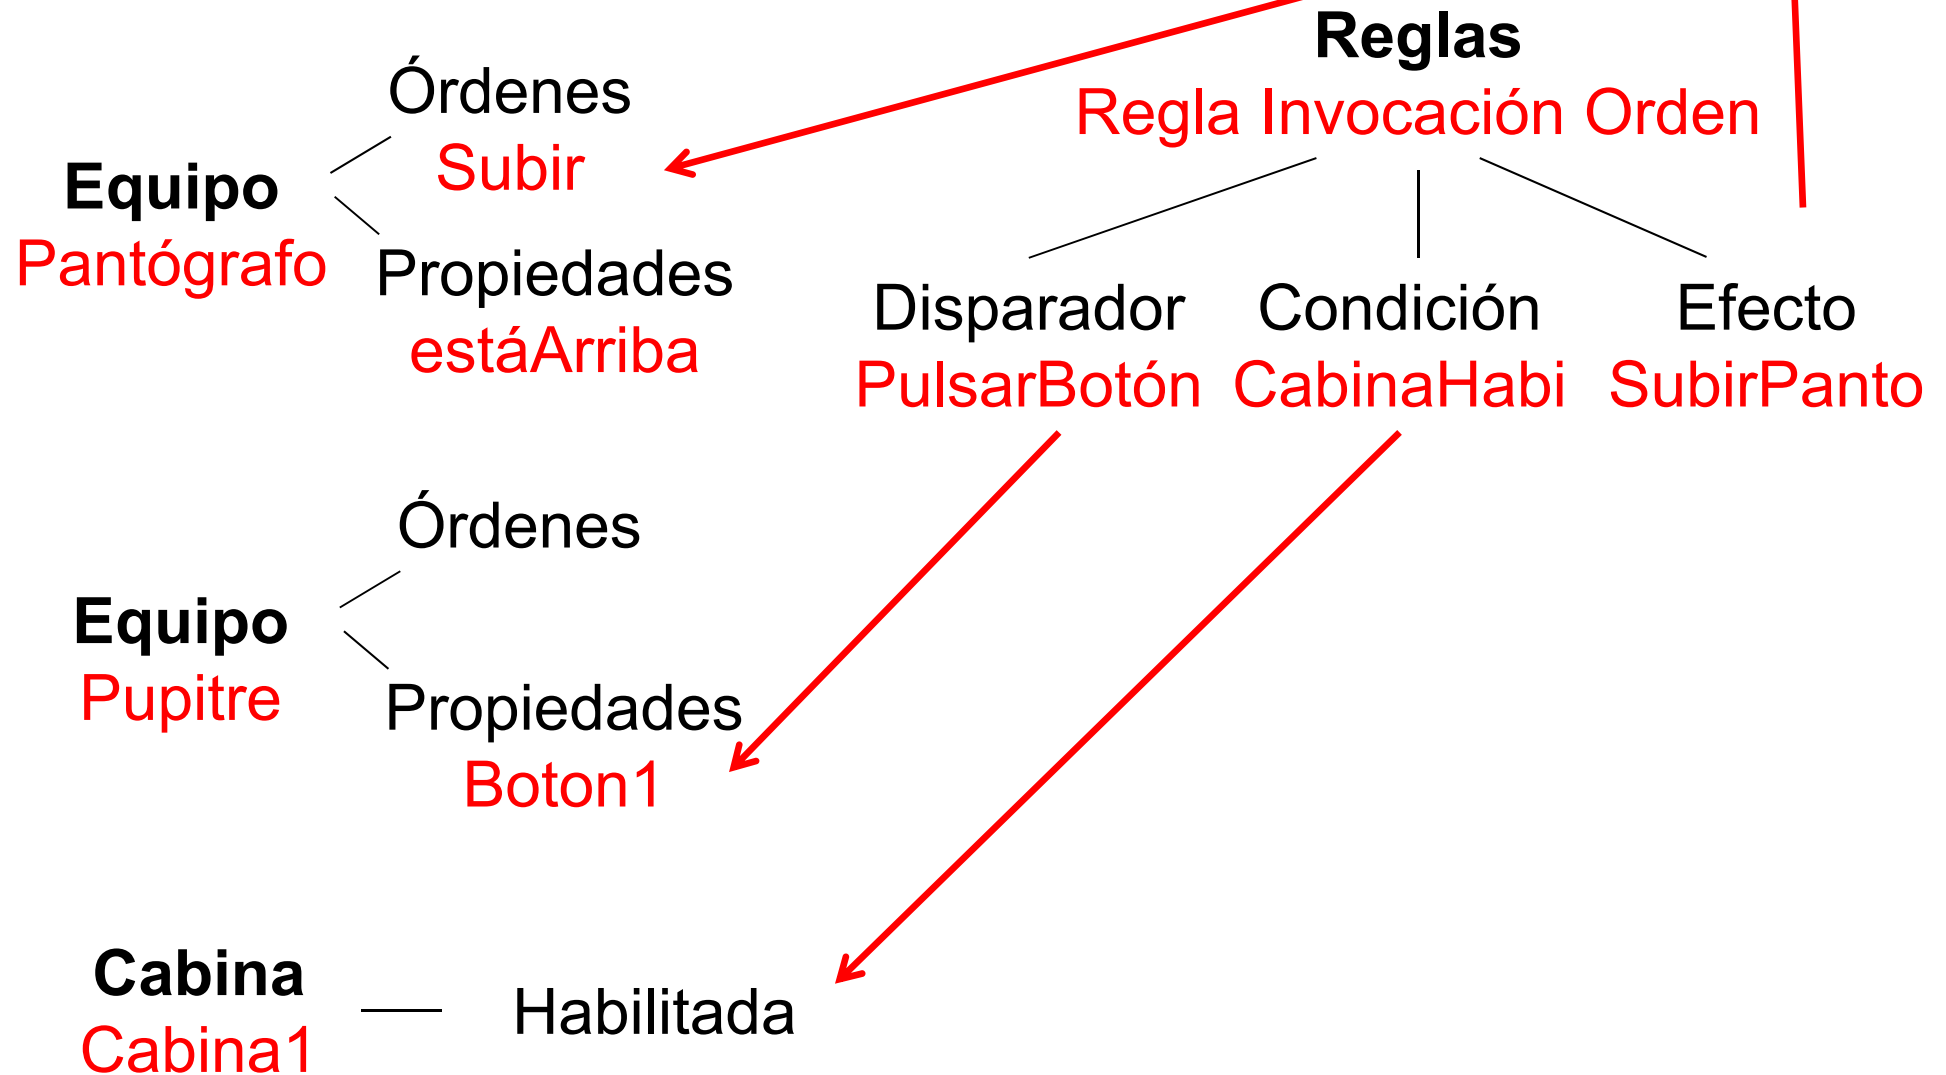 Órdenes
Subir
Equipo
Pantógrafo
Propiedades
estáArriba
Reglas
Regla Invocación Orden
Disparador
PulsarBotón
Condición
CabinaHabi
Efecto
SubirPanto
Órdenes
Equipo
Pupitre
Propiedades
Boton1
Cabina
Cabina1
Habilitada